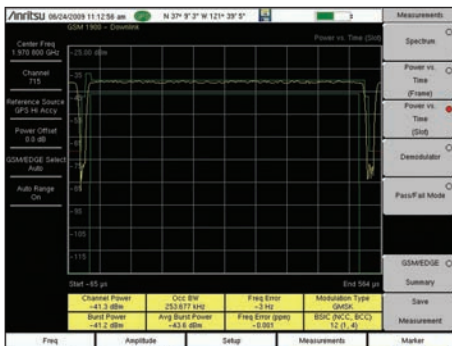 Anritsu 06/24/2009 11:12:56 am N 37° 9' 3" W 121° 39' 5"
GSM 1900 - Downlink
Power vs. Time (Slot)
Center Freq
1.970 800 GHz
Channel
715
Reference Source
GPS Hi Accy
Power Offset
0.0 dB
GSM/EDGE Select
Auto
Auto Range
On
-25.00 dBm
-35
-45
-55
-65
-75
-85
-95
-105
-115
Start -65 µs
End 564 µs
Channel Power
-41.3 dBm
Occ BW
253.677 kHz
Freq Error
-3 Hz
Modulation Type
GMSK
Burst Power
-41.2 dBm
Avg Burst Power
-43.6 dBm
Freq Error (ppm)
-0.001
BSIC (NCC, BCC)
12 (1, 4)
Measurements
Spectrum
Power vs.
Time
(Frame)
Power vs.
Time
(Slot)
Demodulator
Pass/Fail Mode
GSM/EDGE
Summary
Save
Measurement
Freq
Amplitude
Setup
Measurements
Marker